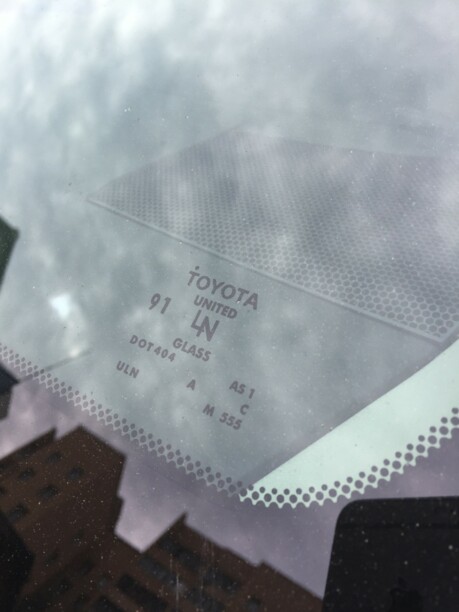 TOYOTA
UNITED
91 LN
GLASS
DOT404 AS1
ULN A C
M 555